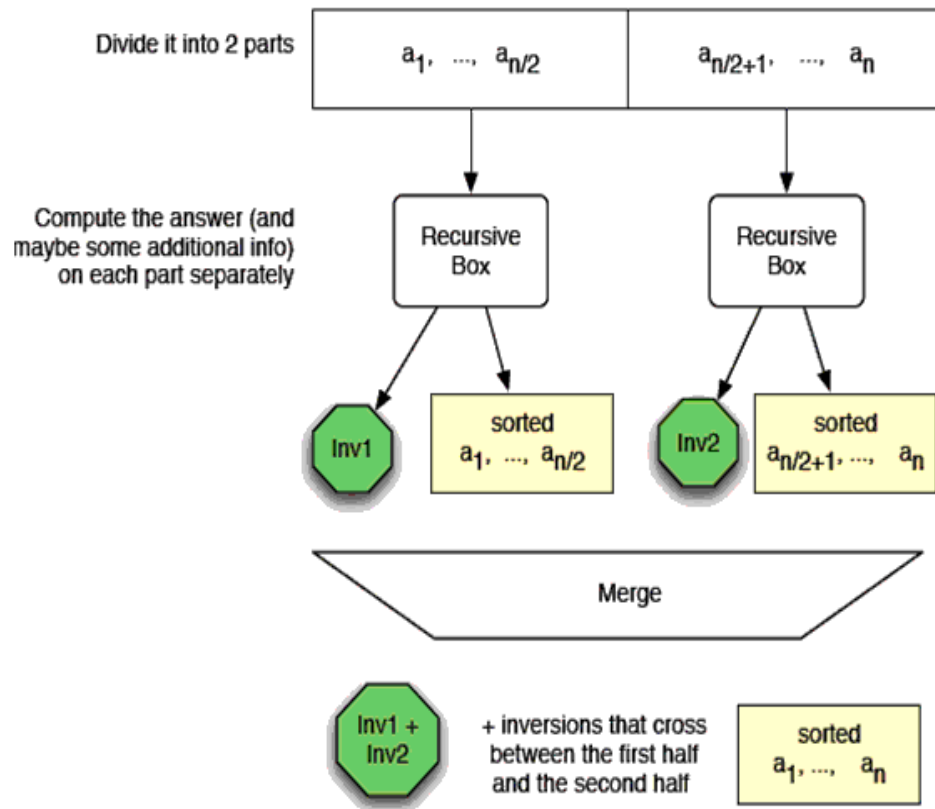 Divide it into 2 parts
a1, ..., an/2
an/2+1, ..., an
Compute the answer (and
maybe some additional info)
on each part separately
Recursive
Box
Recursive
Box
Inv1
sorted
a1, ..., an/2
Inv2
sorted
an/2+1, ..., an
Merge
Inv1 +
Inv2
+ inversions that cross
between the first half
and the second half
sorted
a1, ..., an